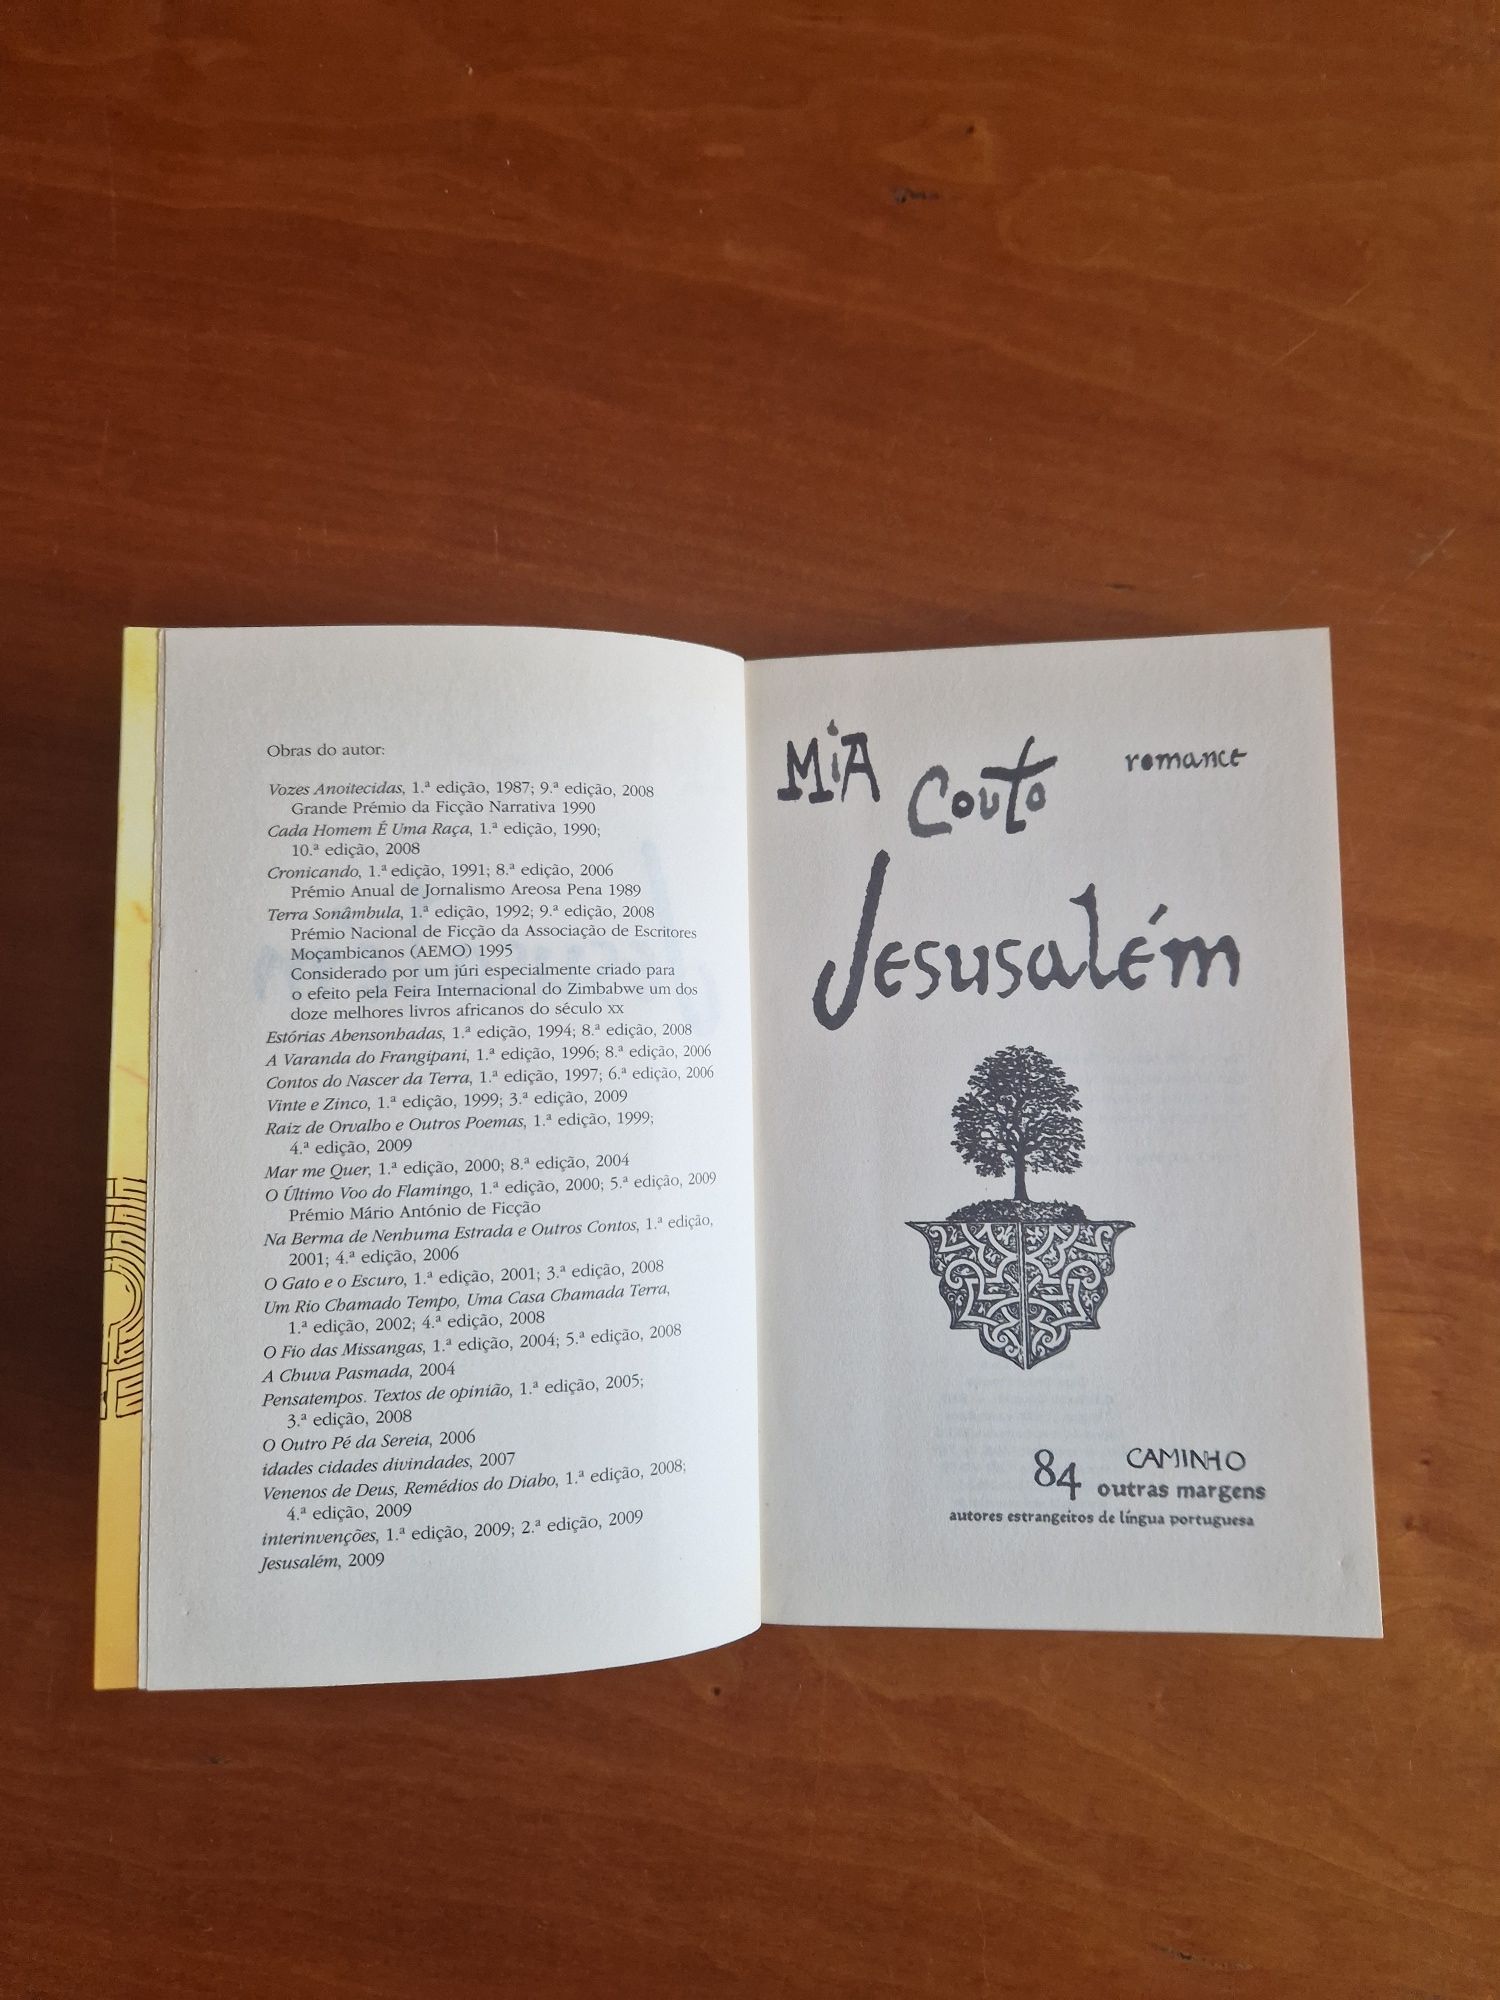 Obras do autor:
Vozes Anoitecidas, 1.ª edição, 1987; 9.ª edição, 2008
Grande Prémio da Ficção Narrativa 1990
Cada Homem É Uma Raça, 1.ª edição, 1990;
10.ª edição, 2008
Cronicando, 1.ª edição, 1991; 8.ª edição, 2006
Prémio Anual de Jornalismo Areosa Pena 1989
Terra Sonâmbula, 1.ª edição, 1992; 9.ª edição, 2008
Prémio Nacional de Ficção da Associação de Escritores
Moçambicanos (AEMO) 1995
Considerado por um júri especialmente criado para
o efeito pela Feira Internacional do Zimbabwe um dos
doze melhores livros africanos do século XX
Estórias Abensonhadas, 1.ª edição, 1994; 8.ª edição, 2008
A Varanda do Frangipani, 1.ª edição, 1996; 8.ª edição, 2006
Contos do Nascer da Terra, 1.ª edição, 1997; 6.ª edição, 2006
Vinte e Zinco, 1.ª edição, 1999; 3.ª edição, 2009
Raiz de Orvalho e Outros Poemas, 1.ª edição, 1999;
4.ª edição, 2009
Mar me Quer, 1.ª edição, 2000; 8.ª edição, 2004
O Último Voo do Flamingo, 1.ª edição, 2000; 5.ª edição, 2009
Prémio Mário António de Ficção
Na Berma de Nenhuma Estrada e Outros Contos, 1.ª edição,
2001; 4.ª edição, 2006
O Gato e o Escuro, 1.ª edição, 2001; 3.ª edição, 2008
Um Rio Chamado Tempo, Uma Casa Chamada Terra,
1.ª edição, 2002; 4.ª edição, 2008
O Fio das Missangas, 1.ª edição, 2004; 5.ª edição, 2008
A Chuva Pasmada, 2004
Pensatempos. Textos de opinião, 1.ª edição, 2005;
3.ª edição, 2008
O Outro Pé da Sereia, 2006
idades cidades divindades, 2007
Venenos de Deus, Remédios do Diabo, 1.ª edição, 2008;
4.ª edição, 2009
interinvenções, 1.ª edição, 2009; 2.ª edição, 2009
Jesusalém, 2009
MiA Couto romance
Jesusalém
84 CAMINHO
outras margens
autores estrangeiros de língua portuguesa